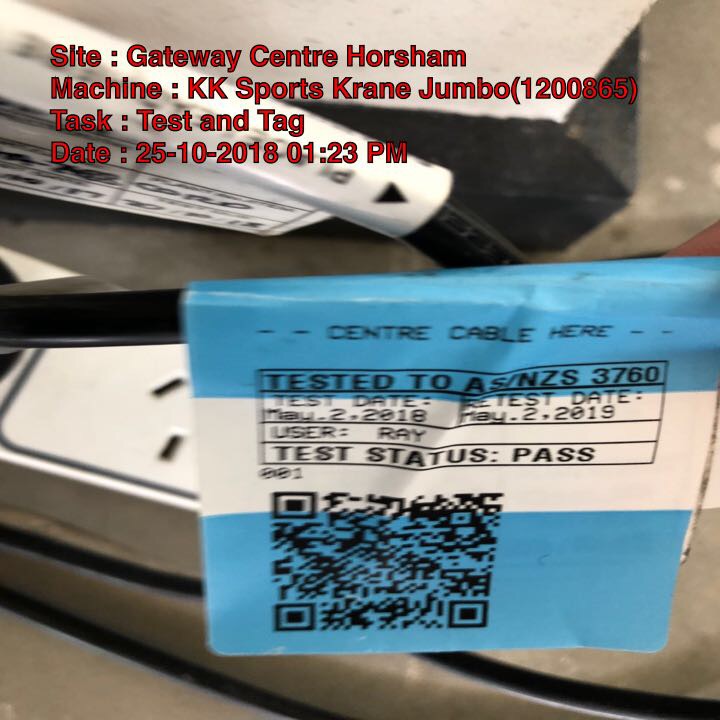 Site : Gateway Centre Horsham
Machine : KK Sports Krane Jumbo(1200865)
Task : Test and Tag
Date : 25-10-2018 01:23 PM
- - CENTRE CABLE HERE - -
TESTED TO AS/NZS 3760
TEST DATE: RETEST DATE:
May.2,2018 May.2,2019
USER: RAY
TEST STATUS: PASS
001